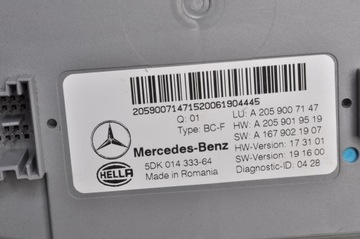 20590071471520061904445
Q: 01
Type: BC-F
LU: A 205 900 71 47
HW: A 205 901 95 19
SW: A 167 902 19 07
Mercedes-Benz
HW-Version: 17 31 01
5DK 014 333-64
SW-Version: 19 16 00
HELLA
Made in Romania
Diagnostic-ID: 04 28